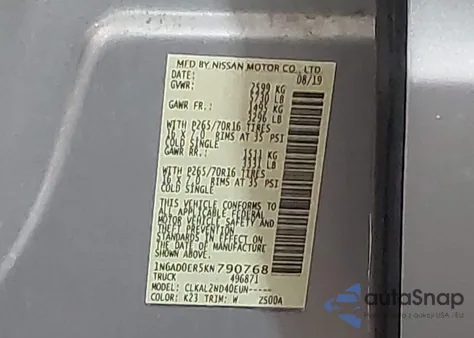 MFD BY NISSAN MOTOR CO., LTD
DATE: 08/19
GVWR: 2599 KG
5730 LB
GAWR FR.: 1495 KG
3296 LB
WITH P265/70R16 TIRES
16 X 7.0 RIMS AT 35 PSI
COLD SINGLE
GAWR RR.: 1511 KG
3331 LB
WITH P265/70R16 TIRES
16 X 7.0 RIMS AT 35 PSI
COLD SINGLE
THIS VEHICLE CONFORMS TO
ALL APPLICABLE FEDERAL
MOTOR VEHICLE SAFETY
STANDARDS IN EFFECT ON
THE DATE OF MANUFACTURE
SHOWN ABOVE.
1N6AD0ER5KN790768
TRUCK 496871
MODEL: CLKAL2ND40EUN-----
COLOR: K23 TRIM: W 2S00A
autoSnap